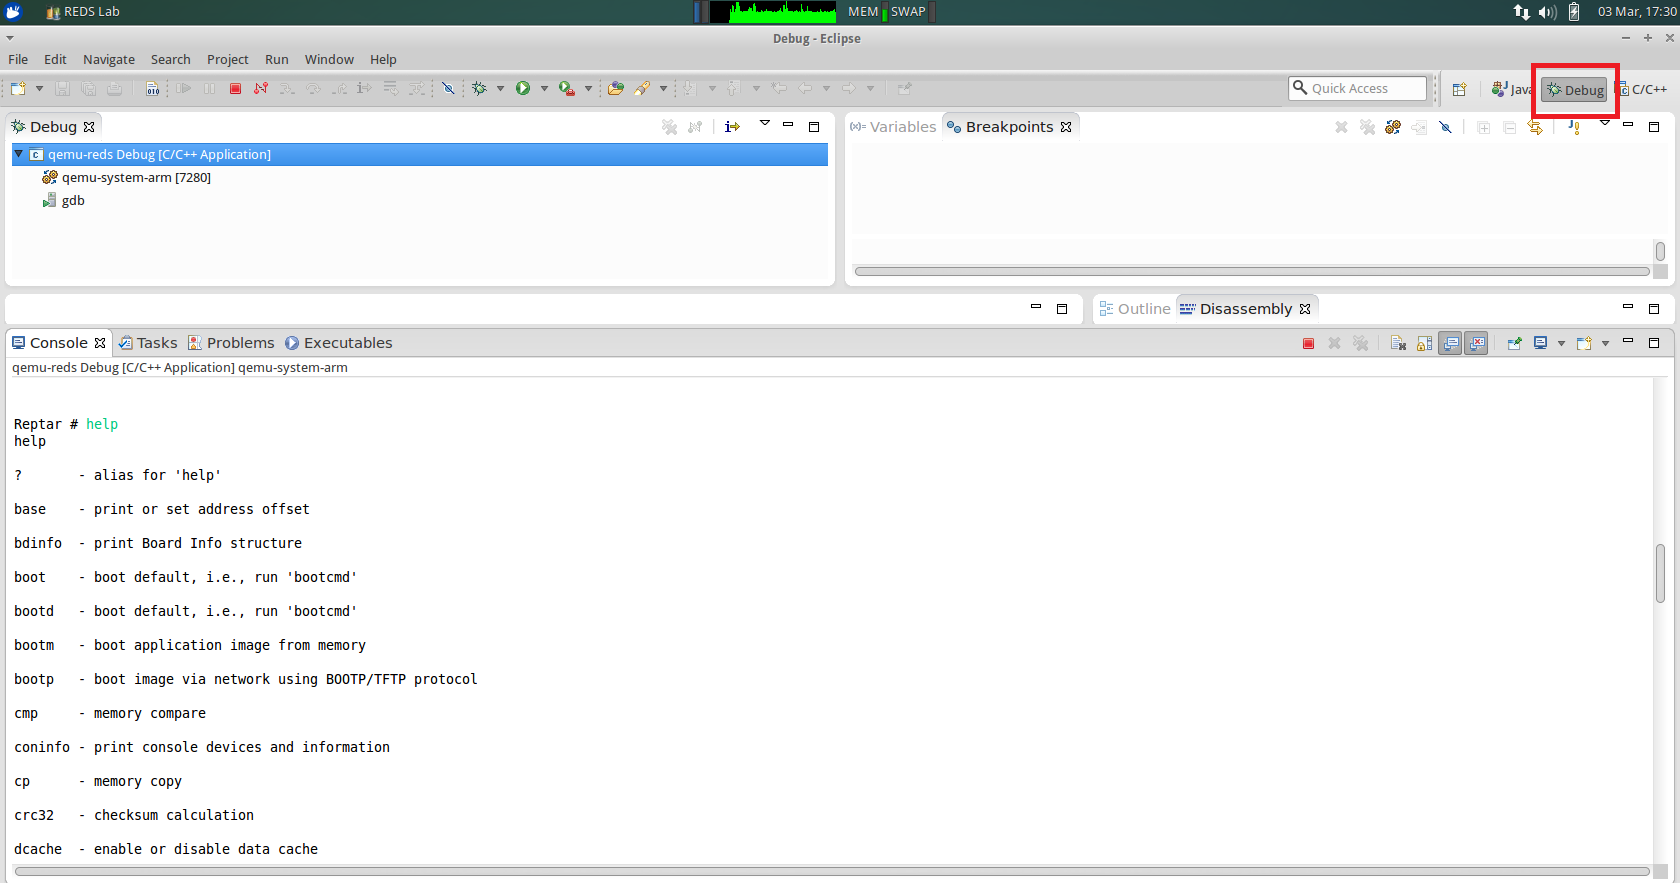 REDS Lab
MEM SWAP
03 Mar, 17:30
Debug - Eclipse
File Edit Navigate Search Project Run Window Help
Quick Access
Java
Debug
C/C++
Debug
(x)= Variables
Breakpoints
qemu-reds Debug [C/C++ Application]
qemu-system-arm [7280]
gdb
Outline
Disassembly
Console
Tasks
Problems
Executables
qemu-reds Debug [C/C++ Application] qemu-system-arm
Reptar # help
help
? - alias for 'help'
base - print or set address offset
bdinfo - print Board Info structure
boot - boot default, i.e., run 'bootcmd'
bootd - boot default, i.e., run 'bootcmd'
bootm - boot application image from memory
bootp - boot image via network using BOOTP/TFTP protocol
cmp - memory compare
coninfo - print console devices and information
cp - memory copy
crc32 - checksum calculation
dcache - enable or disable data cache